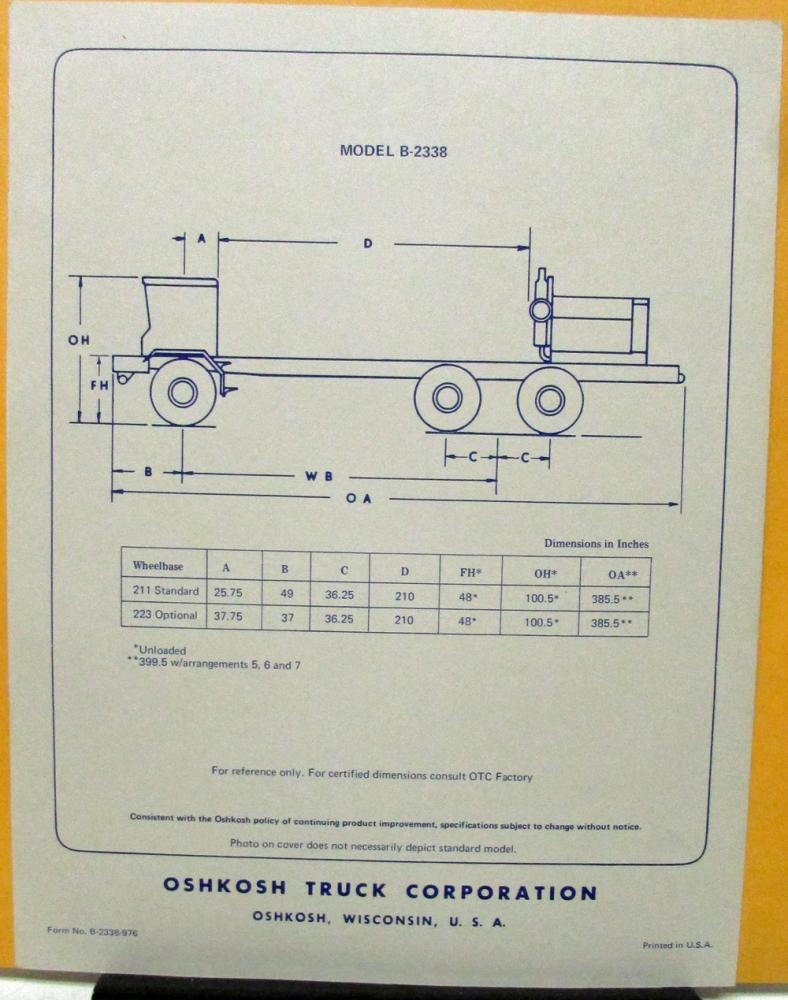 MODEL B-2338
A
D
OH
FH
B
C
C
W B
O A
Dimensions in Inches
Wheelbase A B C D FH* OH* OA**
211 Standard 25.75 49 36.25 210 48* 100.5* 385.5**
223 Optional 37.75 37 36.25 210 48* 100.5* 385.5**
*Unloaded
**399.5 w/arrangements 5, 6 and 7
For reference only. For certified dimensions consult OTC Factory
Consistent with the Oshkosh policy of continuing product improvement, specifications subject to change without notice.
Photo on cover does not necessarily depict standard model.
OSHKOSH TRUCK CORPORATION
OSHKOSH, WISCONSIN, U. S. A.
Form No. B-2338-976
Printed in U.S.A.